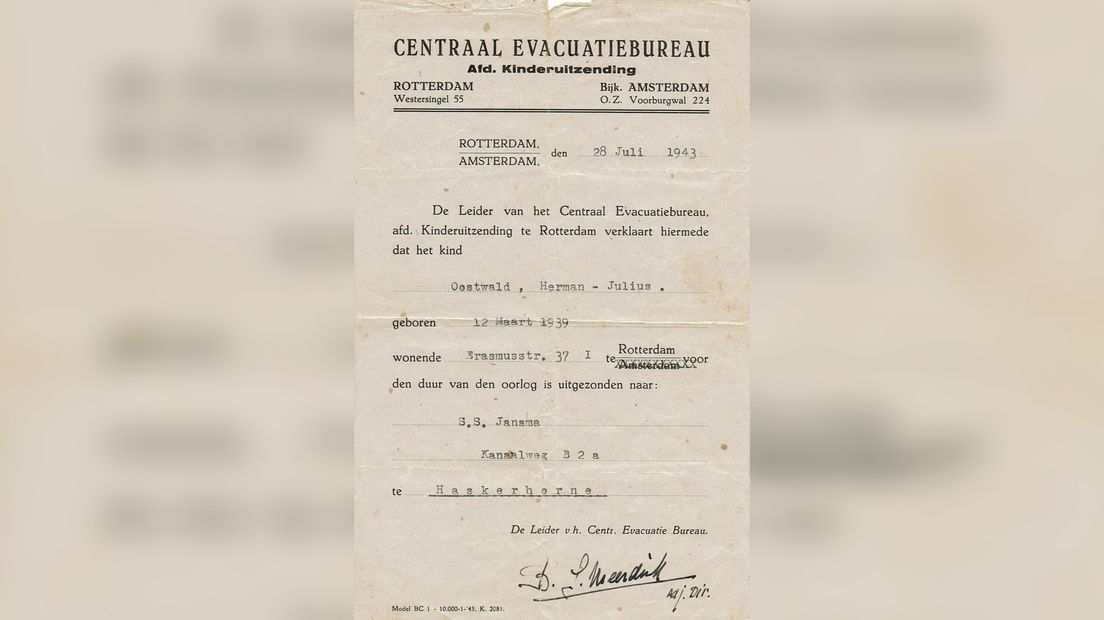 CENTRAAL EVACUATIEBUREAU
Afd. Kinderuitzending
ROTTERDAM Bijk. AMSTERDAM
Westersingel 55 O.Z. Voorburgwal 224
ROTTERDAM,
AMSTERDAM, den 28 Juli 1943
De Leider van het Centraal Evacuatiebureau,
afd. Kinderuitzending te Rotterdam verklaart hiermede
dat het kind
Oostwald, Herman - Julius.
geboren 12 Maart 1939
wonende Erasmusstr. 37 I te Rotterdam voor
Amsterdam
den duur van den oorlog is uitgezonden naar:
S.S. Jansma
Kanaalweg B 2 a
te Haskerhorne
De Leider v.h. Centr. Evacuatie Bureau.
Adj. Dir.
Model BC 1 - 10.000-1-'43. K. 2081.